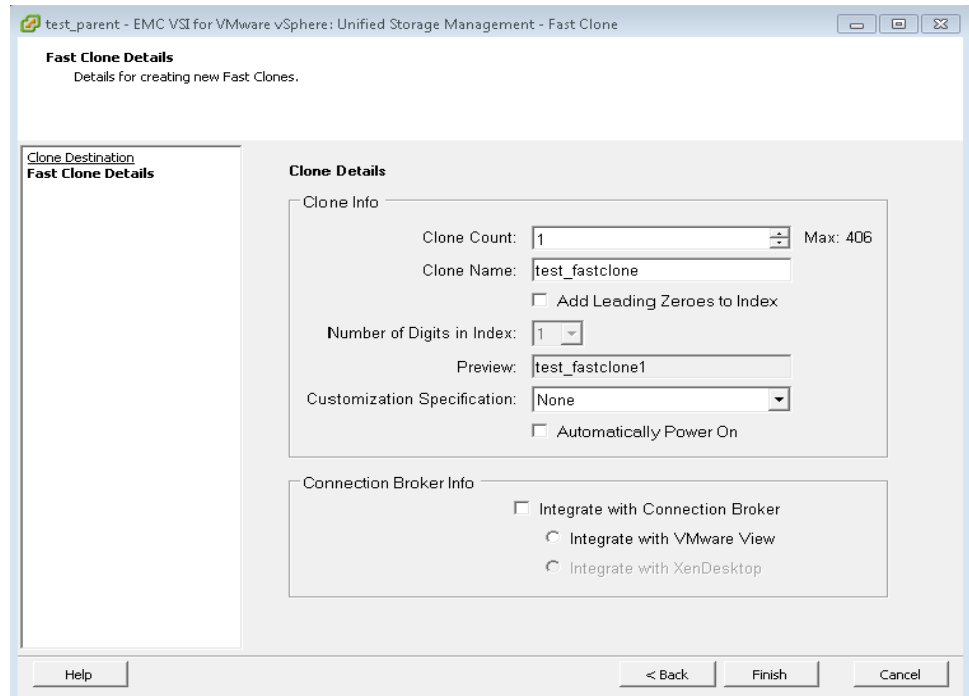 test_parent - EMC VSI for VMware vSphere: Unified Storage Management - Fast Clone
Fast Clone Details
Details for creating new Fast Clones.
Clone Destination
Fast Clone Details
Clone Details
Clone Info
Clone Count: 1 Max: 406
Clone Name: test_fastclone
Add Leading Zeroes to Index
Number of Digits in Index: 1
Preview: test_fastclone1
Customization Specification: None
Automatically Power On
Connection Broker Info
Integrate with Connection Broker
Integrate with VMware View
Integrate with XenDesktop
Help < Back Finish Cancel